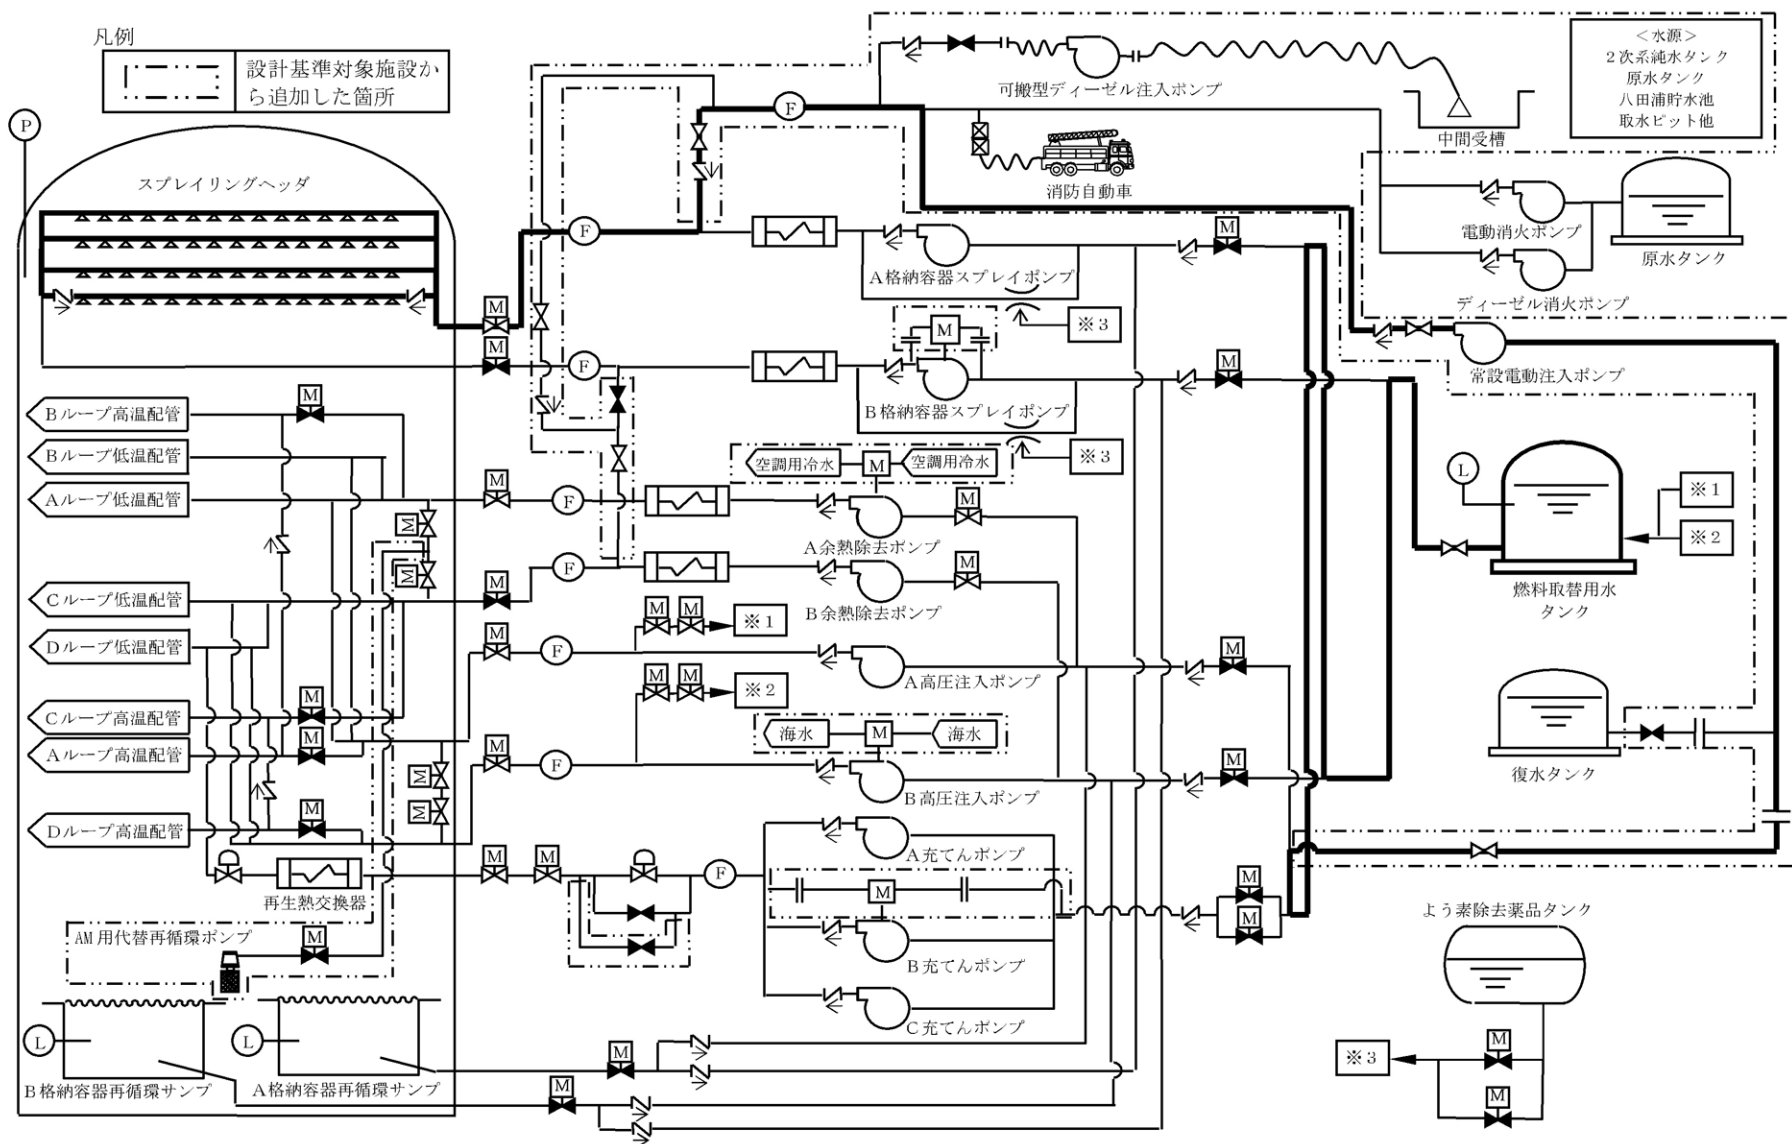 凡例
設計基準対象施設か
ら追加した箇所
P
スプレイリングヘッダ
F
可搬型ディーゼル注入ポンプ
中間受槽
消防自動車
<水源>
2次系純水タンク
原水タンク
八田浦貯水池
取水ピット他
電動消火ポンプ
原水タンク
ディーゼル消火ポンプ
F
M
A格納容器スプレイポンプ
※3
M
M
M
F
M
B格納容器スプレイポンプ
※3
常設電動注入ポンプ
Bループ高温配管
M
Bループ低温配管
空調用冷水
M
空調用冷水
Aループ低温配管
M
F
M
A余熱除去ポンプ
L
※1
※2
燃料取替用水
タンク
M
M
Cループ低温配管
M
F
M
B余熱除去ポンプ
Dループ低温配管
M
M
※1
M
F
A高圧注入ポンプ
M
M
M
※2
Cループ高温配管
M
Aループ高温配管
M
海水
M
海水
M
F
B高圧注入ポンプ
M
M
M
復水タンク
Dループ高温配管
M
再生熱交換器
M
M
F
A充てんポンプ
M
B充てんポンプ
C充てんポンプ
M
M
よう素除去薬品タンク
AM用代替再循環ポンプ
M
L
B格納容器再循環サンプ
L
A格納容器再循環サンプ
M
M
※3
M
M